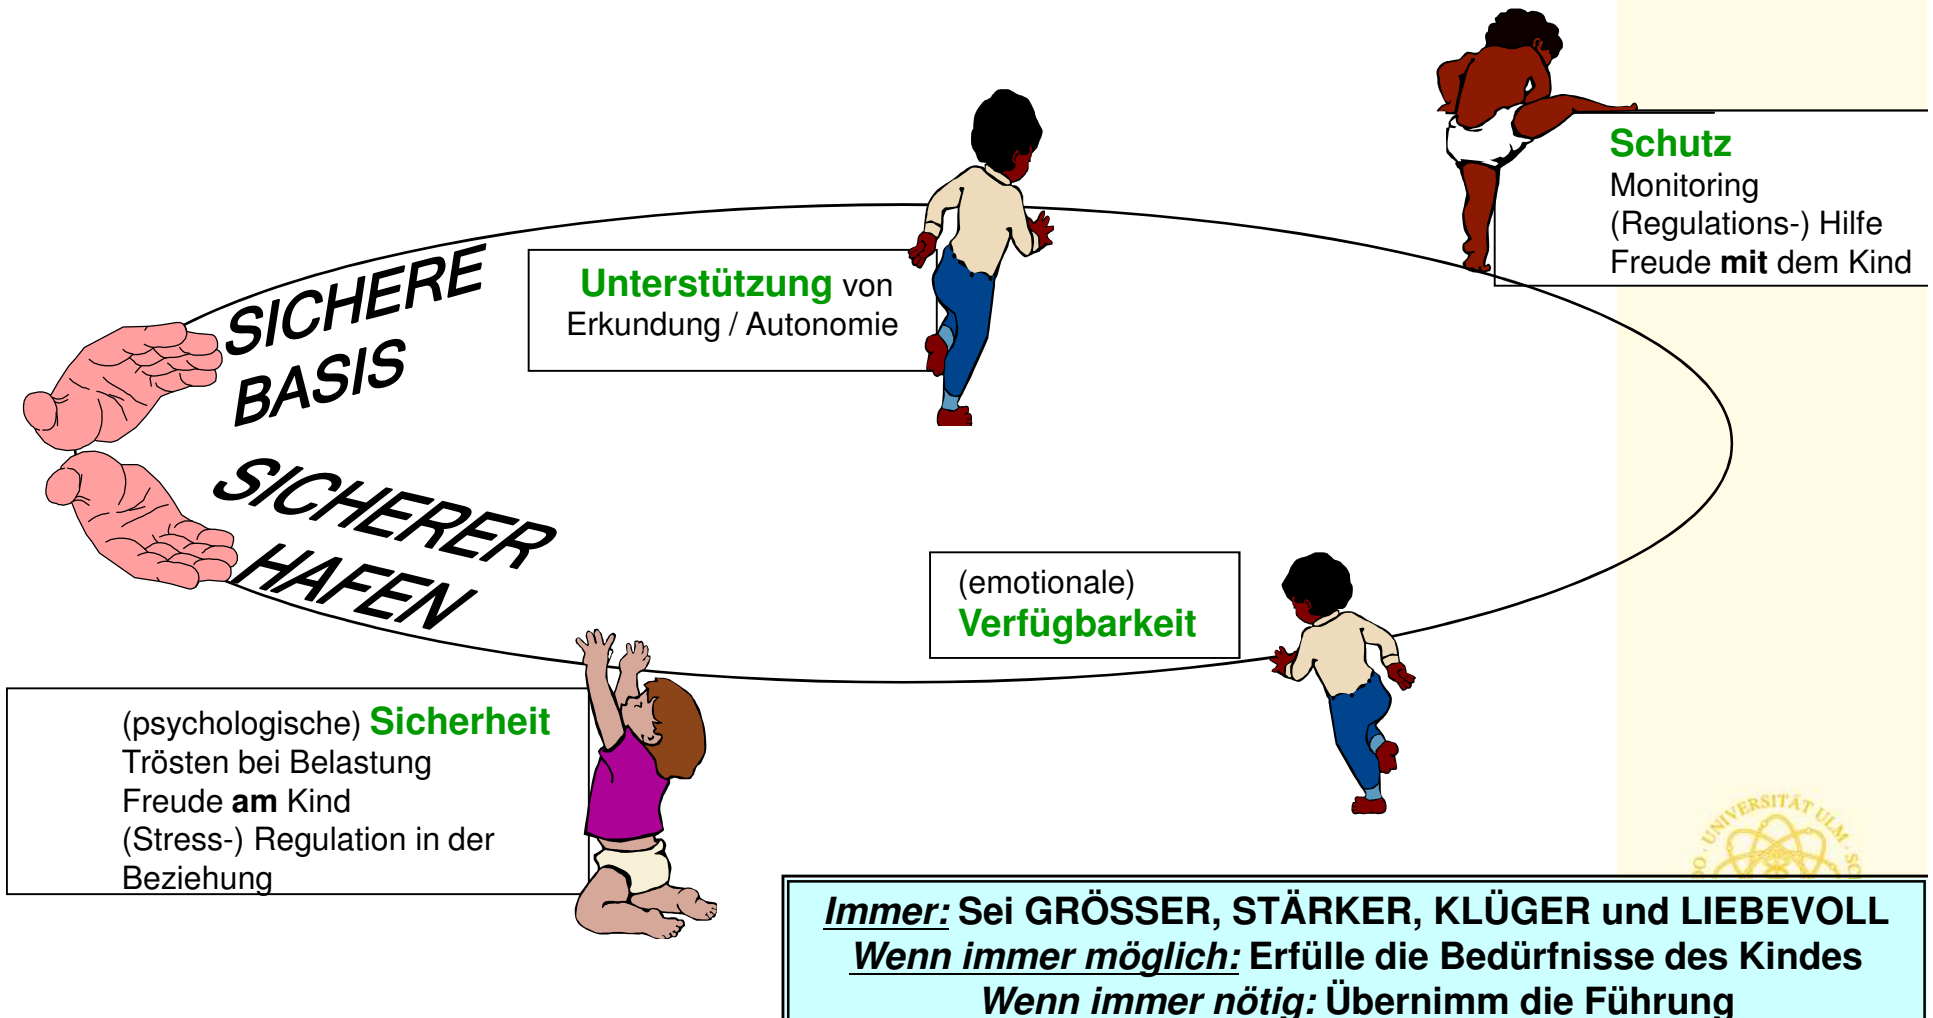 SICHERE
BASIS
SICHERER
HAFEN
Unterstützung von
Erkundung / Autonomie
Schutz
Monitoring
(Regulations-) Hilfe
Freude mit dem Kind
(emotionale)
Verfügbarkeit
(psychologische) Sicherheit
Trösten bei Belastung
Freude am Kind
(Stress-) Regulation in der
Beziehung
UNIVERSITÄT ULM
Immer: Sei GRÖSSER, STÄRKER, KLÜGER und LIEBEVOLL
Wenn immer möglich: Erfülle die Bedürfnisse des Kindes
Wenn immer nötig: Übernimm die Führung